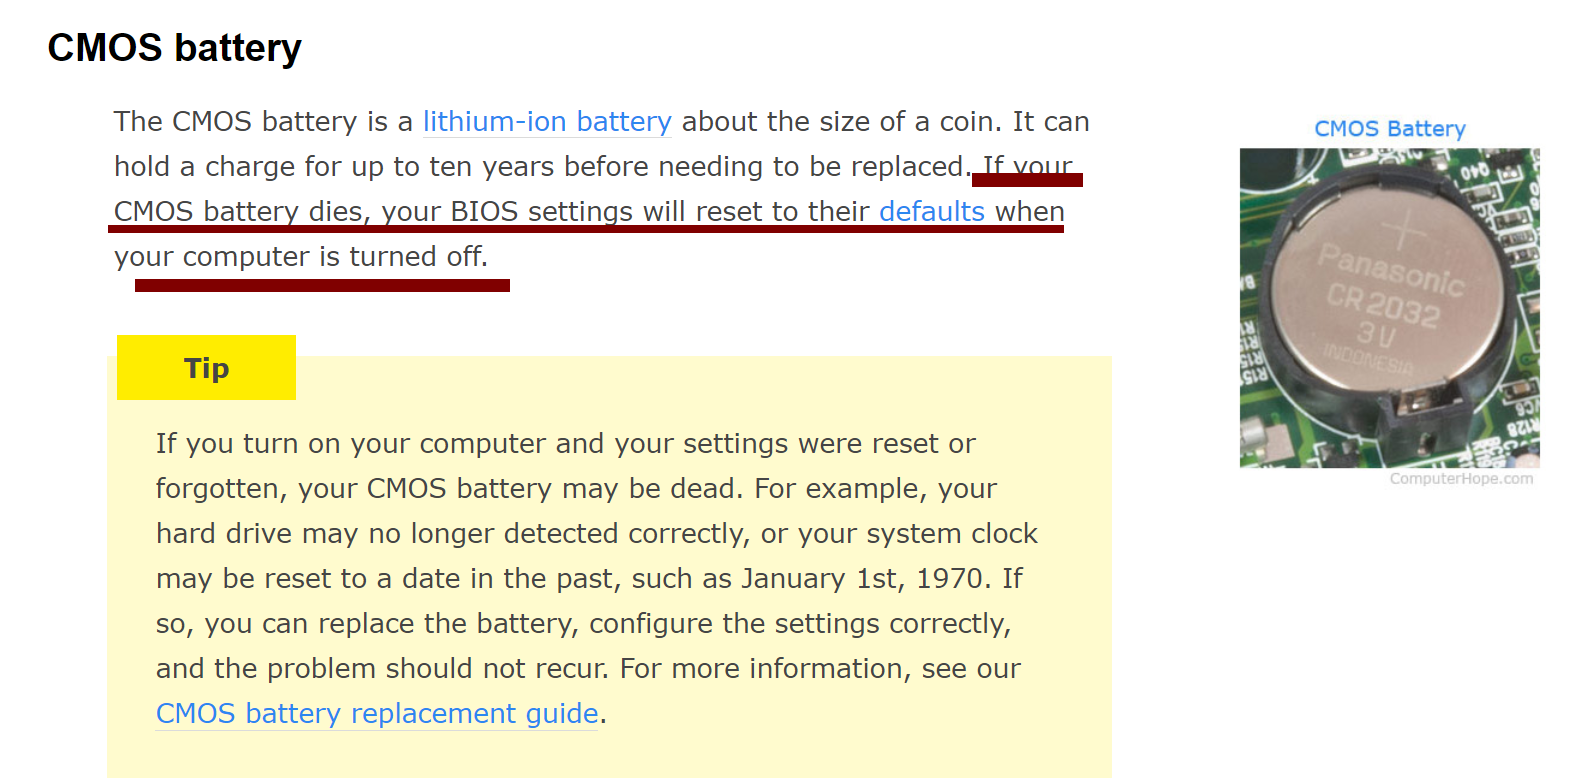 CMOS battery
The CMOS battery is a lithium-ion battery about the size of a coin. It can
hold a charge for up to ten years before needing to be replaced. If your
CMOS battery dies, your BIOS settings will reset to their defaults when
your computer is turned off.
CMOS Battery
Q40
Panasonic
CR2032
3V
INDONESIA
R128
ComputerHope.com
Tip
If you turn on your computer and your settings were reset or
forgotten, your CMOS battery may be dead. For example, your
hard drive may no longer detected correctly, or your system clock
may be reset to a date in the past, such as January 1st, 1970. If
so, you can replace the battery, configure the settings correctly,
and the problem should not recur. For more information, see our
CMOS battery replacement guide.